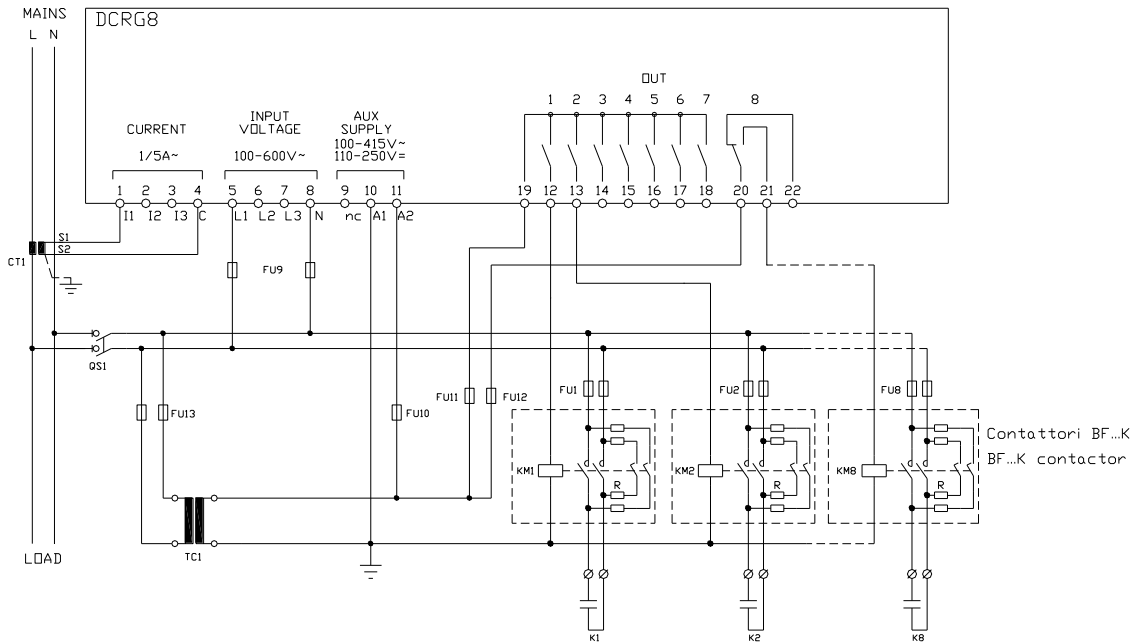 MAINS
L N
DCRG8
OUT
1 2 3 4 5 6 7 8
CURRENT
1/5A~
INPUT
VOLTAGE
100-600V~
AUX
SUPPLY
100-415V~
110-250V=
1 2 3 4 5 6 7 8 9 10 11 19 12 13 14 15 16 17 18 20 21 22
I1 I2 I3 C L1 L2 L3 N nc A1 A2
S1
S2
CT1
FU9
QS1
FU13
FU10
FU11
FU12
FU1
FU2
FU8
KM1
R
KM2
R
KM8
R
Contattori BF...K
BF...K contactor
TC1
LOAD
K1
K2
K8